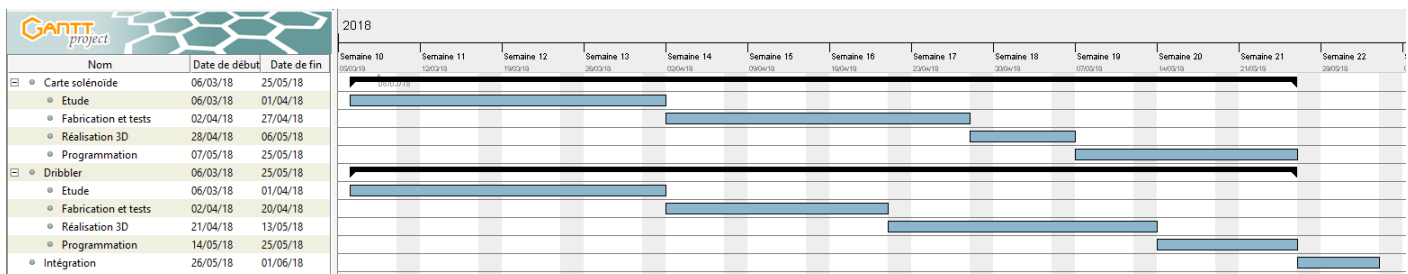 GANTT
project
2018
Nom Date de début Date de fin
Semaine 10 Semaine 11 Semaine 12 Semaine 13 Semaine 14 Semaine 15 Semaine 16 Semaine 17 Semaine 18 Semaine 19 Semaine 20 Semaine 21 Semaine 22
05/03/18 12/03/18 19/03/18 26/03/18 02/04/18 09/04/18 16/04/18 23/04/18 30/04/18 07/05/18 14/05/18 21/05/18 28/05/18
Carte solénoïde 06/03/18 25/05/18
06/03/18
Etude 06/03/18 01/04/18
Fabrication et tests 02/04/18 27/04/18
Réalisation 3D 28/04/18 06/05/18
Programmation 07/05/18 25/05/18
Dribbler 06/03/18 25/05/18
Etude 06/03/18 01/04/18
Fabrication et tests 02/04/18 20/04/18
Réalisation 3D 21/04/18 13/05/18
Programmation 14/05/18 25/05/18
Intégration 26/05/18 01/06/18